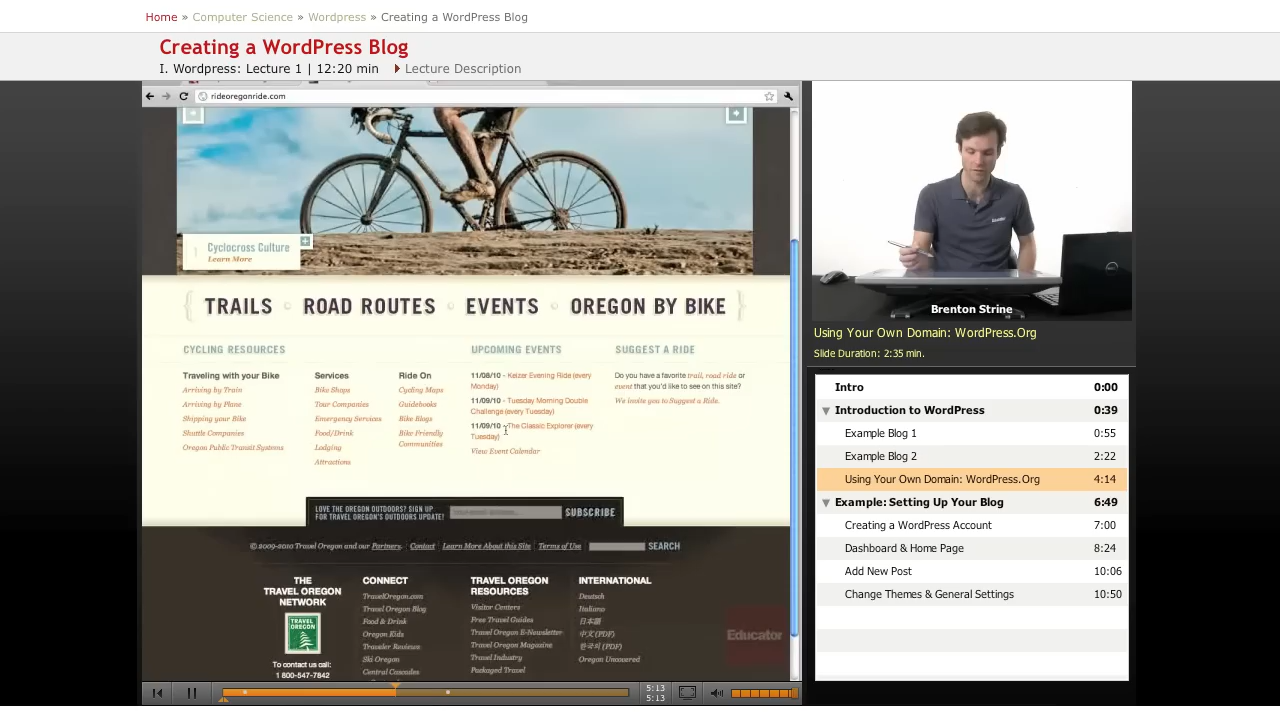 Home » Computer Science » Wordpress » Creating a WordPress Blog
Creating a WordPress Blog
I. Wordpress: Lecture 1 | 12:20 min
Lecture Description
rideoregonride.com
Cyclocross Culture
Learn More
{ TRAILS • ROAD ROUTES • EVENTS • OREGON BY BIKE }
CYCLING RESOURCES
Traveling with your Bike
Arriving by Train
Arriving by Plane
Shipping your Bike
Shuttle Companies
Oregon Public Transit Systems
Services
Bike Shops
Tour Companies
Emergency Services
Food/Drink
Lodging
Attractions
Ride On
Cycling Maps
Guidebooks
Bike Blogs
Bike Friendly
Communities
UPCOMING EVENTS
11/08/10 - Keizer Evening Ride (every
Monday)
11/09/10 - Tuesday Morning Double
Challenge (every Tuesday)
11/09/10 - The Classic Explorer (every
Tuesday)
View Event Calendar
SUGGEST A RIDE
Do you have a favorite trail, road ride or
event that you'd like to see on this site?
We invite you to Suggest a Ride.
LOVE THE OREGON OUTDOORS? SIGN UP
FOR TRAVEL OREGON'S OUTDOORS UPDATE!
SUBSCRIBE
© 2009-2010 Travel Oregon and our Partners. | Contact | Learn More About this Site | Terms of Use | SEARCH
THE
TRAVEL OREGON
NETWORK
TRAVEL
OREGON
To contact us call:
1 800-547-7842
CONNECT
TravelOregon.com
Travel Oregon Blog
Food & Drink
Oregon Kids
Traveler Reviews
Ski Oregon
Central Cascades
TRAVEL OREGON
RESOURCES
Visitor Centers
Free Travel Guides
Travel Oregon E-Newsletter
Travel Oregon Magazine
Travel Industry
Packaged Travel
INTERNATIONAL
Deutsch
Italiano
日本語
中文 (PDF)
한국의 (PDF)
Oregon Uncovered
Educator
5:13
5:13
Brenton Strine
Using Your Own Domain: WordPress.Org
Slide Duration: 2:35 min.
Intro 0:00
Introduction to WordPress 0:39
Example Blog 1 0:55
Example Blog 2 2:22
Using Your Own Domain: WordPress.Org 4:14
Example: Setting Up Your Blog 6:49
Creating a WordPress Account 7:00
Dashboard & Home Page 8:24
Add New Post 10:06
Change Themes & General Settings 10:50